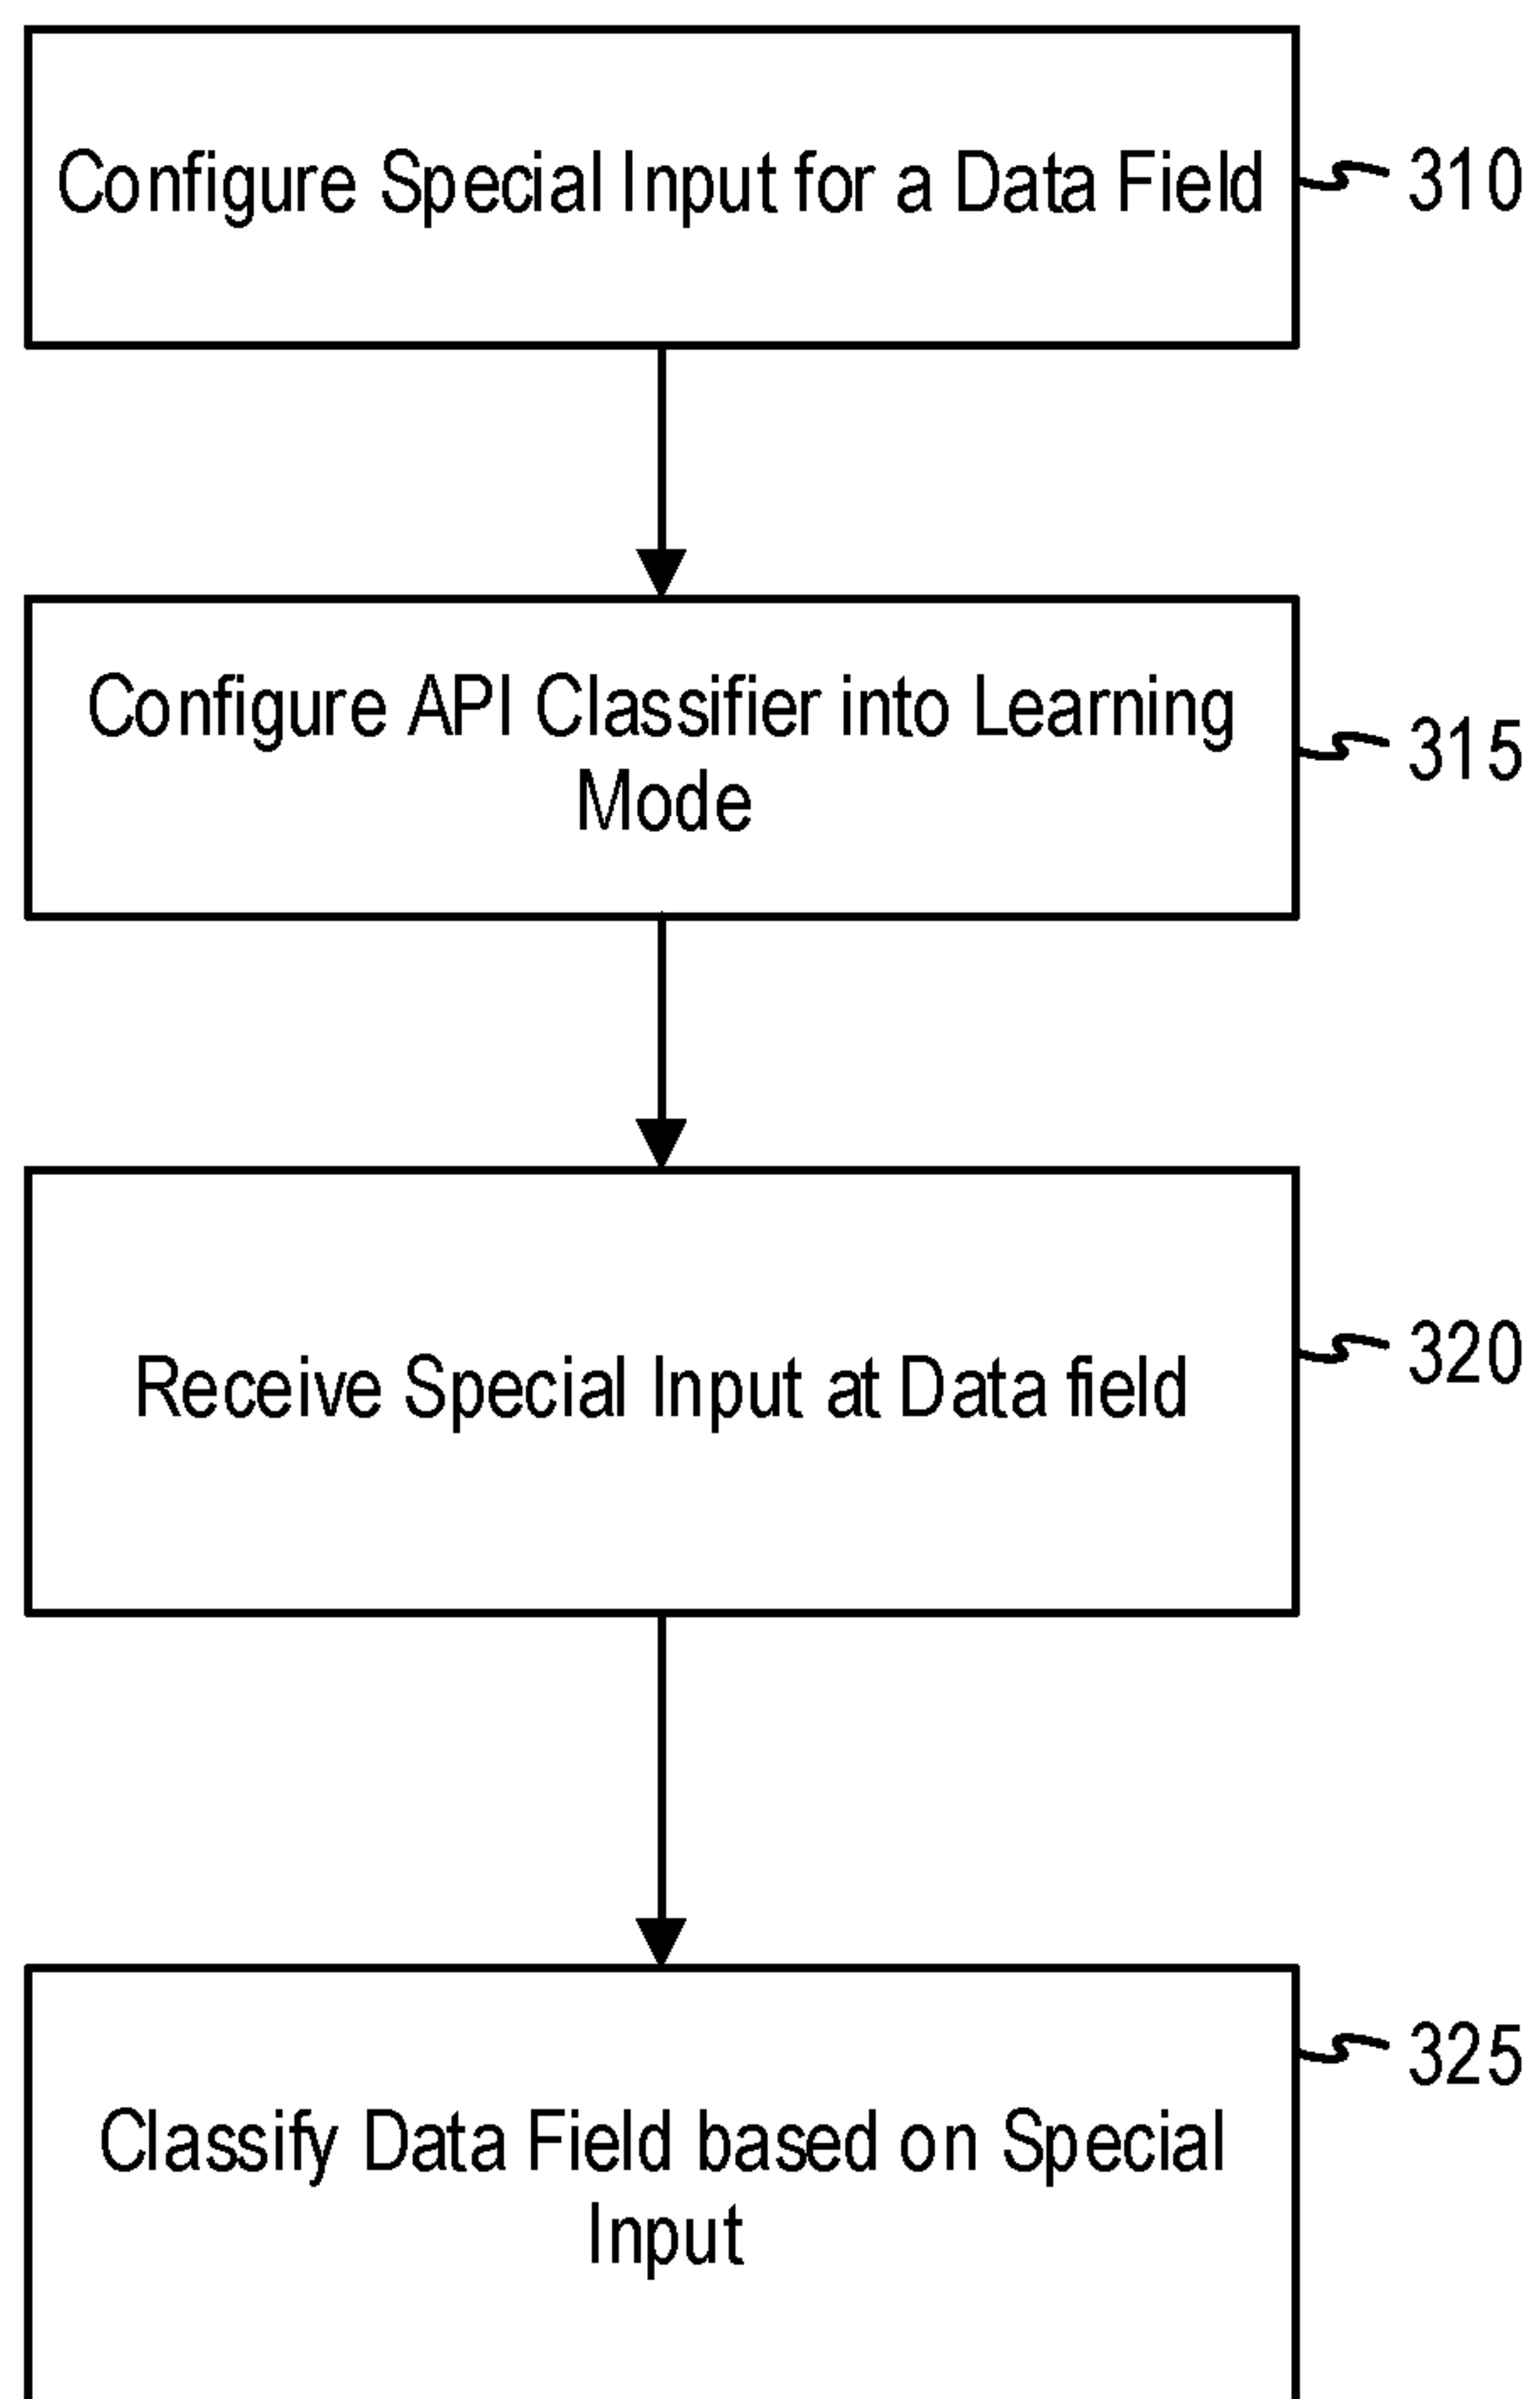 Configure Special Input for a Data Field
310
Configure API Classifier into Learning
Mode
315
Receive Special Input at Data field
320
Classify Data Field based on Special
Input
325